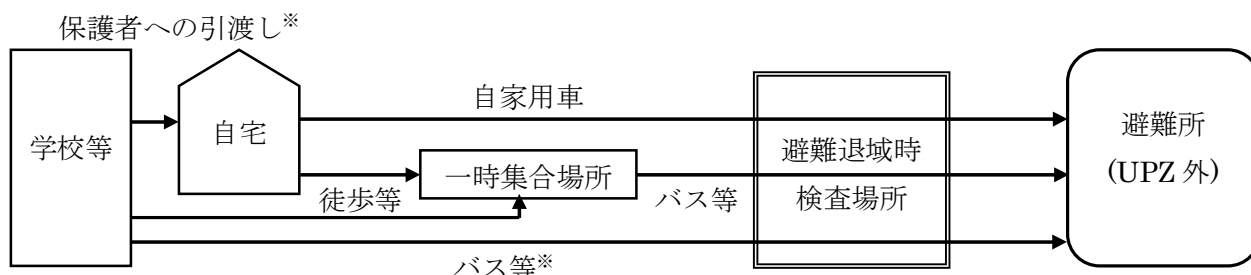 保護者への引渡し※
学校等
自宅
自家用車
徒歩等
一時集合場所
バス等
避難退域時
検査場所
避難所
(UPZ 外)
バス等※